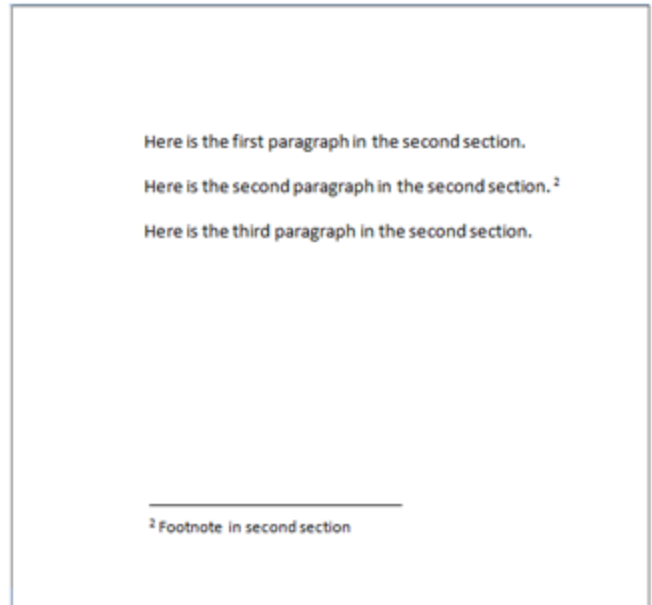 Here is the first paragraph in the second section.
Here is the second paragraph in the second section. ²
Here is the third paragraph in the second section.
² Footnote in second section